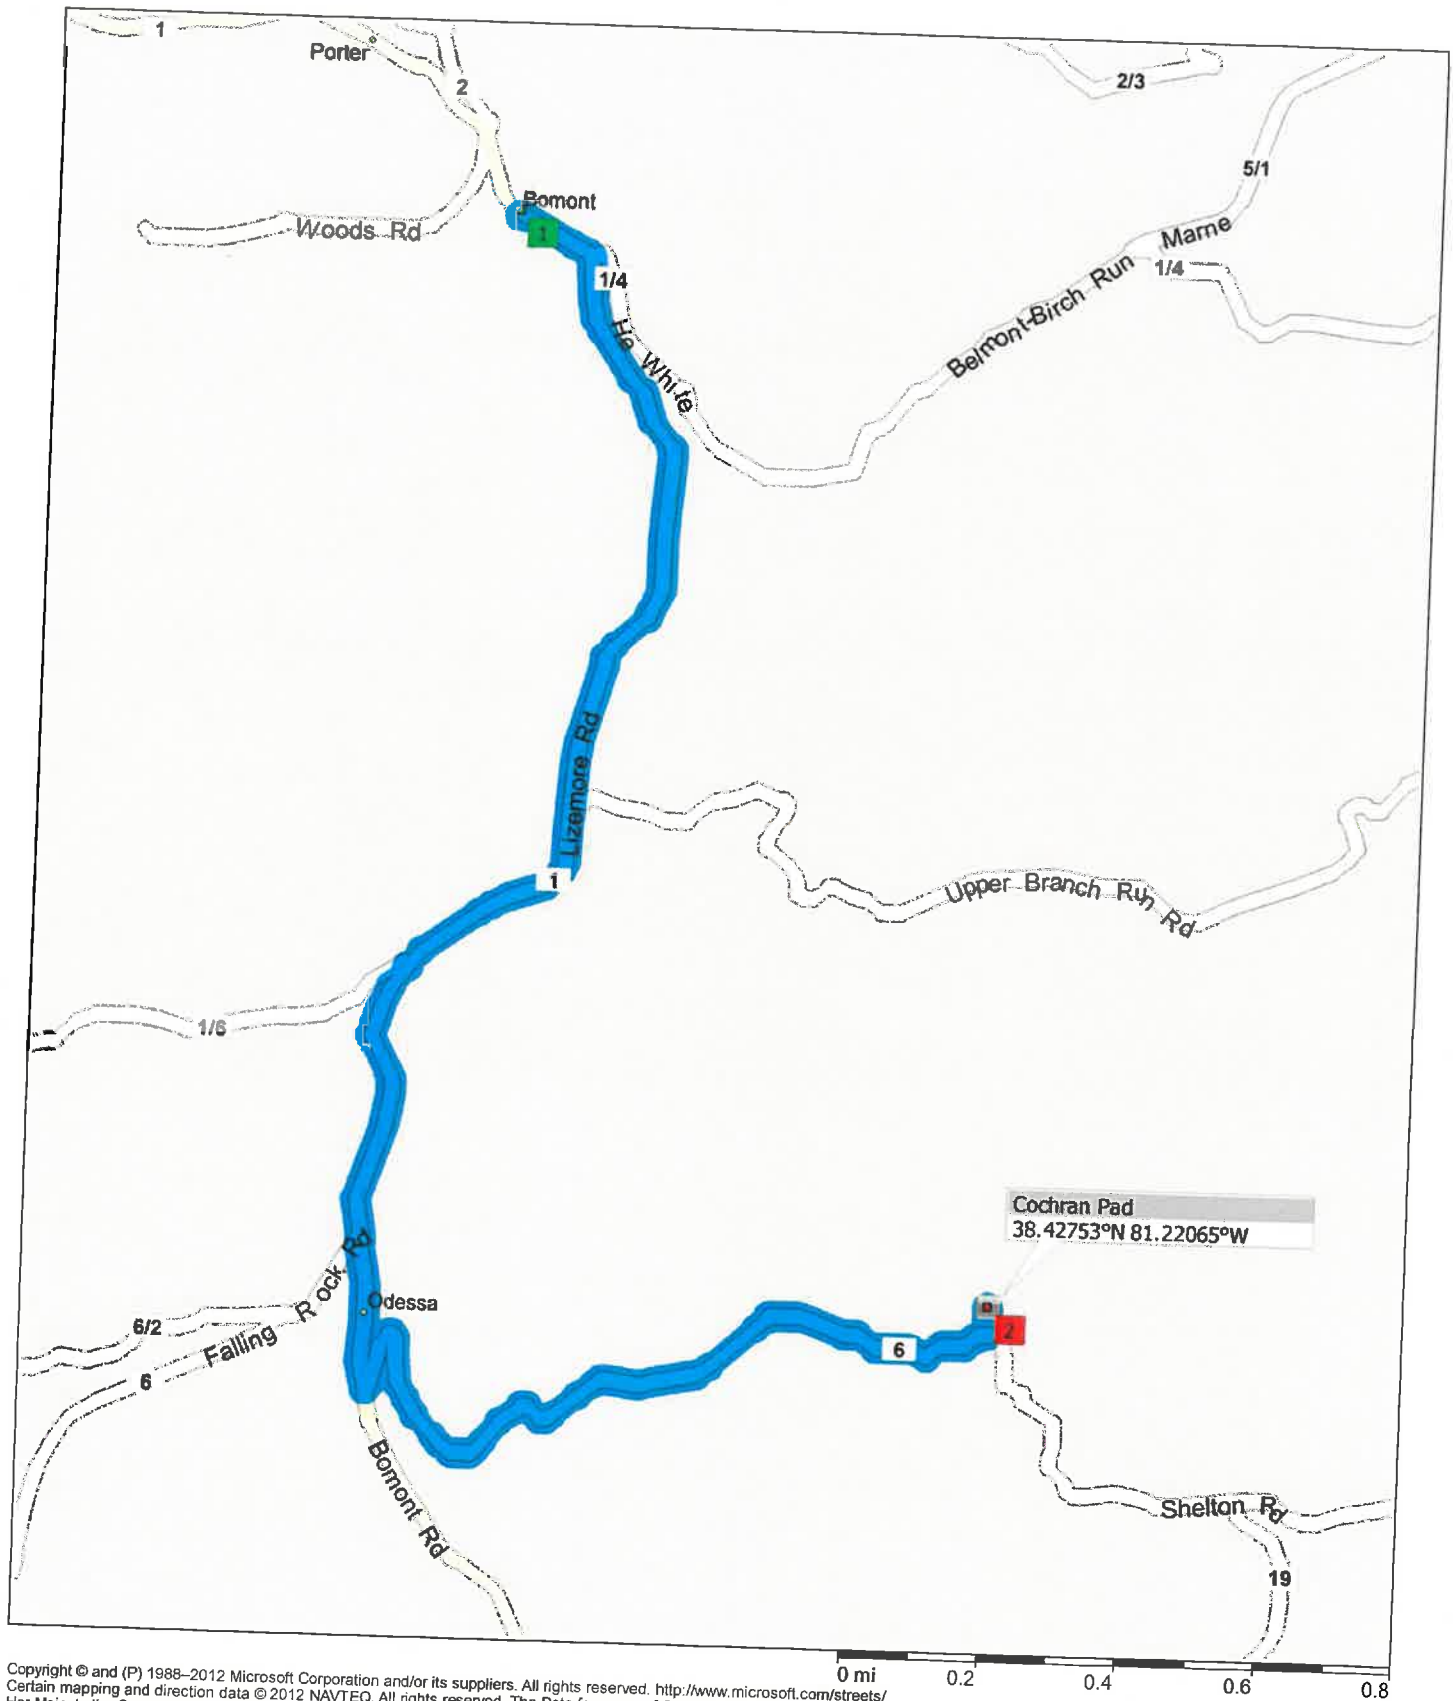 1
Porter
2
2/3
5/1
Bomont
Woods Rd
1
Marne
1/4
1/4
He White
Belmont-Birch Run
Lizemore Rd
1
Upper Branch Run Rd
1/6
Cochran Pad
38.42753°N 81.22065°W
Odessa
6/2
Falling Rock Rd
2
6
6
Bomont Rd
Shelton Rd
19
0 mi 0.2 0.4 0.6 0.8
Copyright © and (P) 1988–2012 Microsoft Corporation and/or its suppliers. All rights reserved. http://www.microsoft.com/streets/
Certain mapping and direction data © 2012 NAVTEQ. All rights reserved. The Data